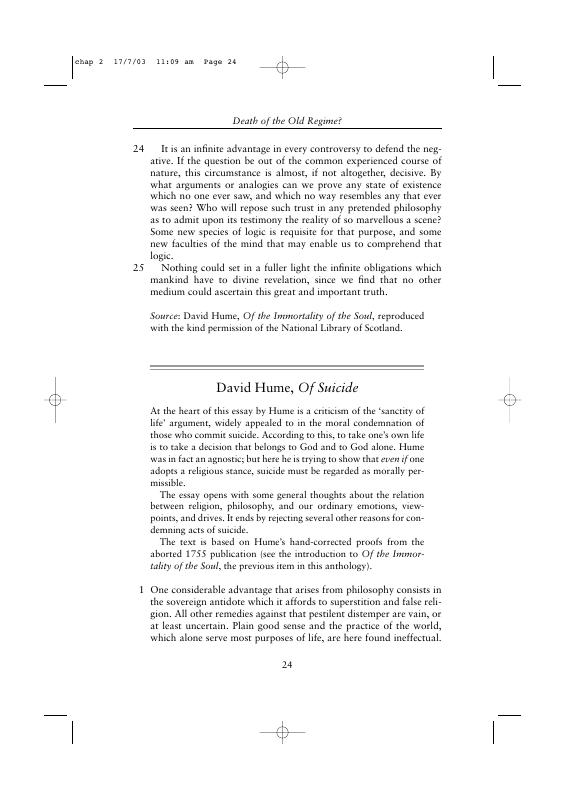 chap 2  17/7/03  11:09 am  Page 24
Death of the Old Regime?
24 It is an infinite advantage in every controversy to defend the neg-
ative. If the question be out of the common experienced course of
nature, this circumstance is almost, if not altogether, decisive. By
what arguments or analogies can we prove any state of existence
which no one ever saw, and which no way resembles any that ever
was seen? Who will repose such trust in any pretended philosophy
as to admit upon its testimony the reality of so marvellous a scene?
Some new species of logic is requisite for that purpose, and some
new faculties of the mind that may enable us to comprehend that
logic.
25 Nothing could set in a fuller light the infinite obligations which
mankind have to divine revelation, since we find that no other
medium could ascertain this great and important truth.
Source: David Hume, Of the Immortality of the Soul, reproduced
with the kind permission of the National Library of Scotland.
David Hume, Of Suicide
At the heart of this essay by Hume is a criticism of the ‘sanctity of
life’ argument, widely appealed to in the moral condemnation of
those who commit suicide. According to this, to take one’s own life
is to take a decision that belongs to God and to God alone. Hume
was in fact an agnostic; but here he is trying to show that even if one
adopts a religious stance, suicide must be regarded as morally per-
missible.
The essay opens with some general thoughts about the relation
between religion, philosophy, and our ordinary emotions, view-
points, and drives. It ends by rejecting several other reasons for con-
demning acts of suicide.
The text is based on Hume’s hand-corrected proofs from the
aborted 1755 publication (see the introduction to Of the Immor-
tality of the Soul, the previous item in this anthology).
1 One considerable advantage that arises from philosophy consists in
the sovereign antidote which it affords to superstition and false reli-
gion. All other remedies against that pestilent distemper are vain, or
at least uncertain. Plain good sense and the practice of the world,
which alone serve most purposes of life, are here found ineffectual.
24